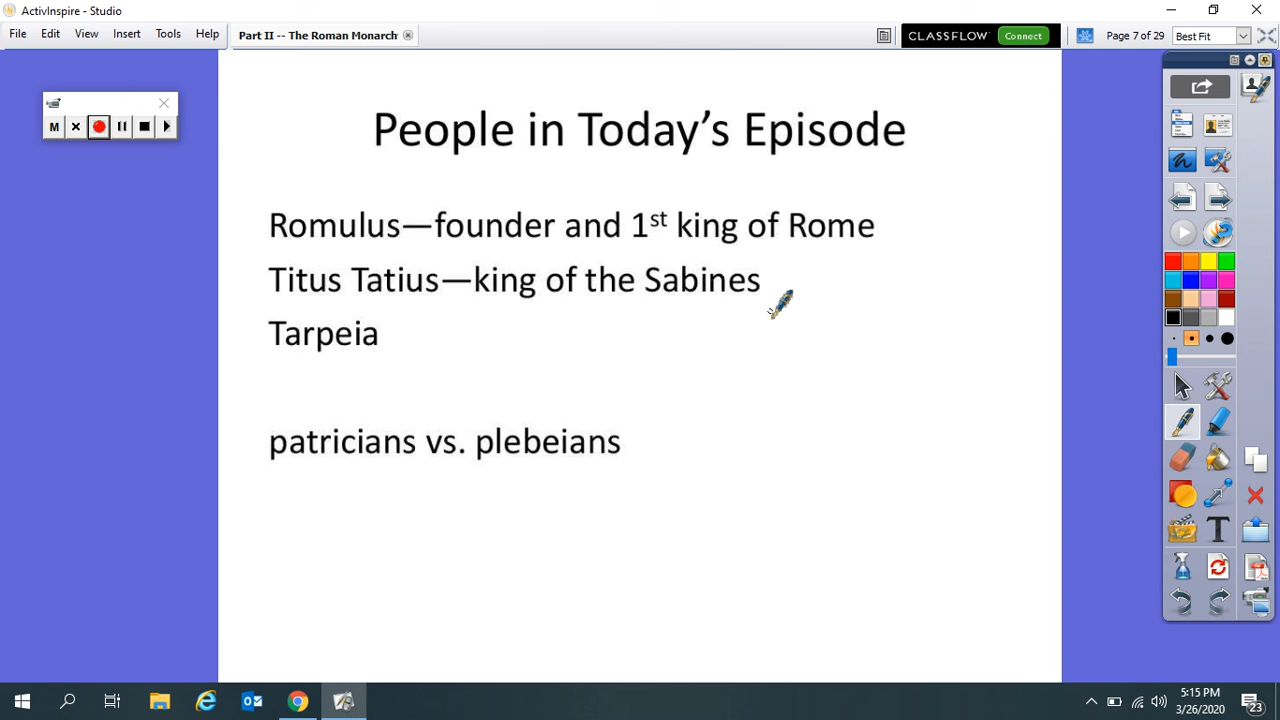 ActivInspire - Studio
File Edit View Insert Tools Help
Part II -- The Roman Monarch
CLASSFLOW Connect
Page 7 of 29
Best Fit
M
People in Today's Episode
Romulus—founder and 1st king of Rome
Titus Tatius—king of the Sabines
Tarpeia
patricians vs. plebeians
T
5:15 PM
3/26/2020
23